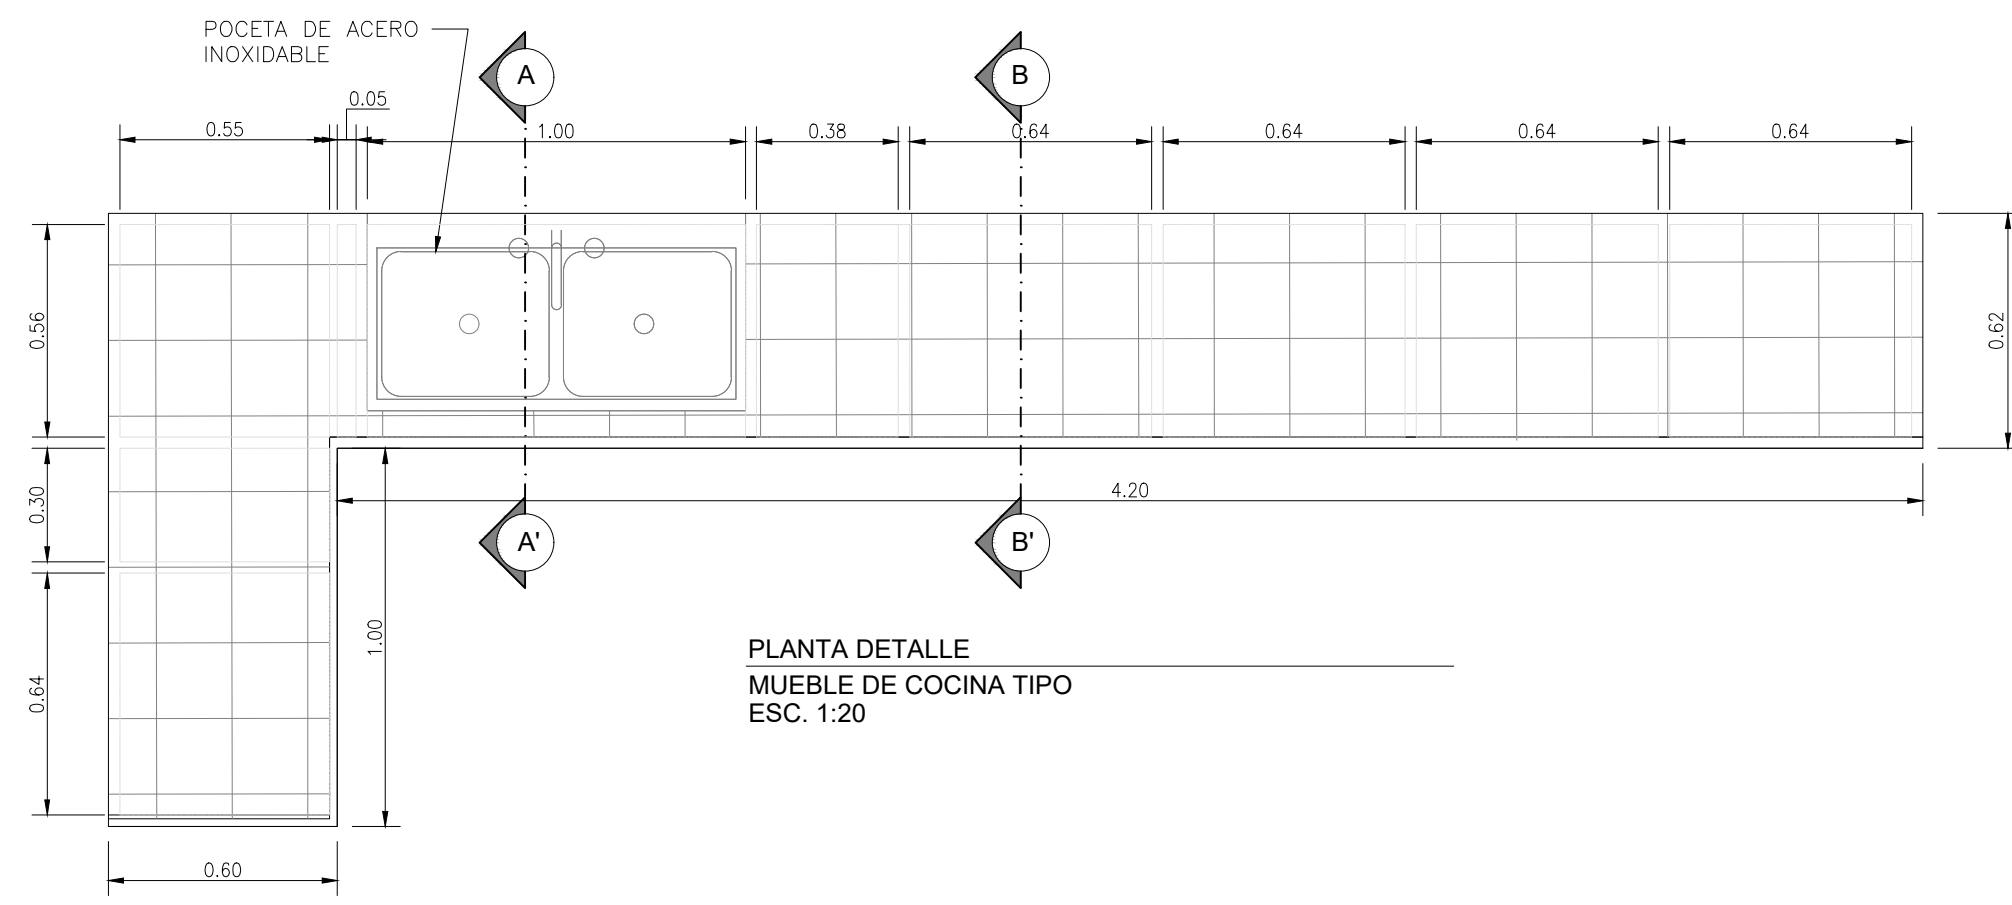 POCETA DE ACERO
INOXIDABLE
A
B
0.05
0.55
1.00
0.38
0.64
0.64
0.64
0.64
0.56
0.62
0.30
4.20
A'
B'
1.00
0.64
PLANTA DETALLE
MUEBLE DE COCINA TIPO
ESC. 1:20
0.60